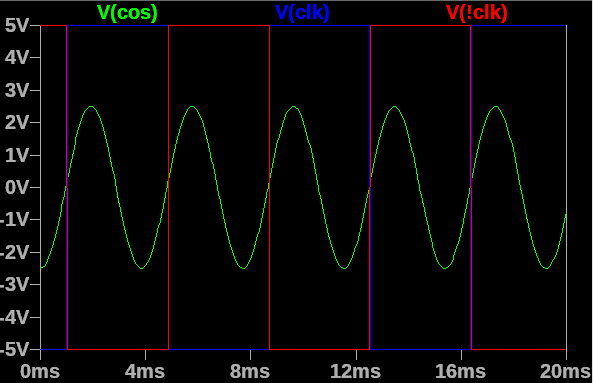 V(cos) V(clk) V(!clk)
5V
4V
3V
2V
1V
0V
-1V
-2V
-3V
-4V
-5V
0ms 4ms 8ms 12ms 16ms 20ms